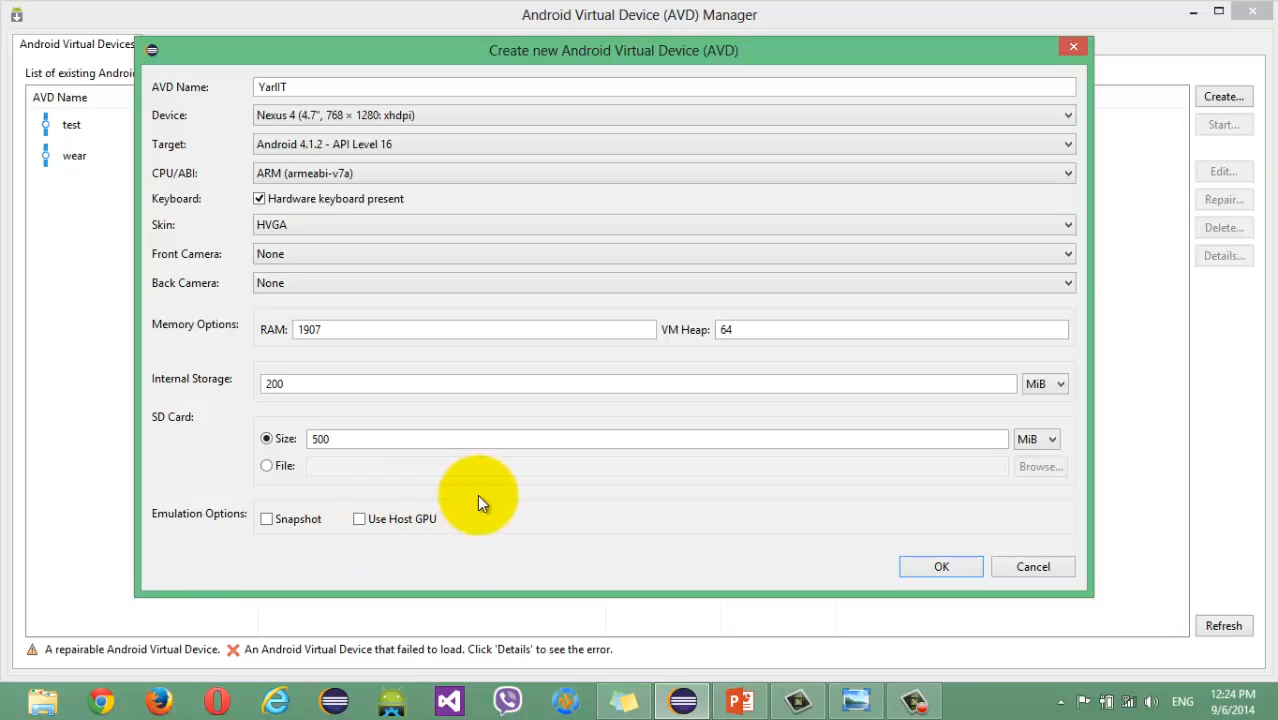 Android Virtual Device (AVD) Manager
Android Virtual Devices
Create new Android Virtual Device (AVD)
List of existing Androi
AVD Name
test
wear
AVD Name: YarlIT
Device: Nexus 4 (4.7", 768 × 1280: xhdpi)
Target: Android 4.1.2 - API Level 16
CPU/ABI: ARM (armeabi-v7a)
Keyboard: Hardware keyboard present
Skin: HVGA
Front Camera: None
Back Camera: None
Memory Options: RAM: 1907 VM Heap: 64
Internal Storage: 200 MiB
SD Card:
Size: 500 MiB
File: Browse...
Emulation Options: Snapshot Use Host GPU
OK Cancel
Create...
Start...
Edit...
Repair...
Delete...
Details...
Refresh
A repairable Android Virtual Device. An Android Virtual Device that failed to load. Click 'Details' to see the error.
ENG
12:24 PM
9/6/2014